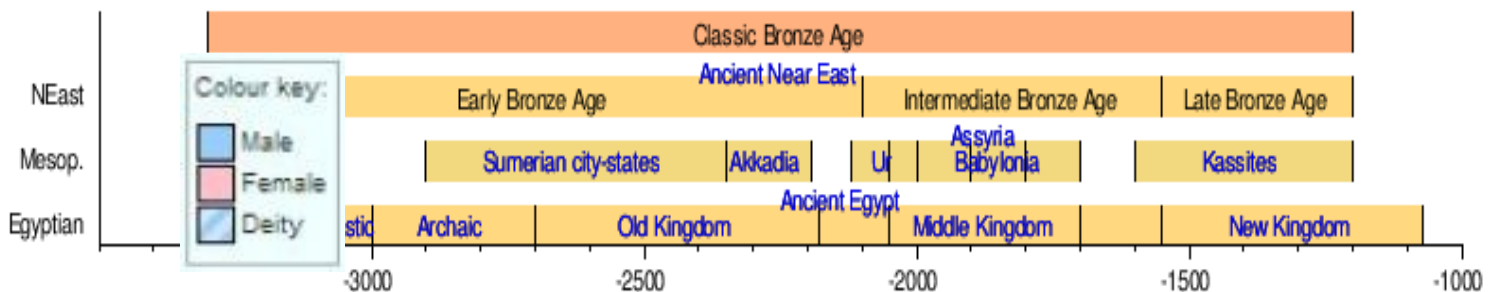 Classic Bronze Age
Ancient Near East
NEast Early Bronze Age Intermediate Bronze Age Late Bronze Age
Colour key:
Male
Female
Deity
Assyria
Mesop. Sumerian city-states Akkadia Ur Babylonia Kassites
Ancient Egypt
Egyptian stic Archaic Old Kingdom Middle Kingdom New Kingdom
-3000 -2500 -2000 -1500 -1000